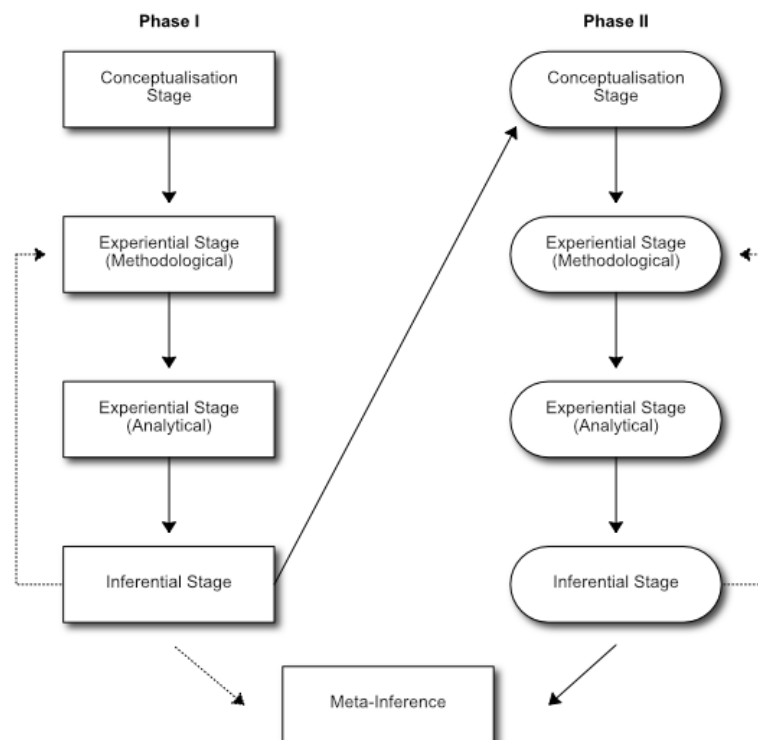 Phase I
Phase II
Conceptualisation
Stage
Conceptualisation
Stage
Experiential Stage
(Methodological)
Experiential Stage
(Methodological)
Experiential Stage
(Analytical)
Experiential Stage
(Analytical)
Inferential Stage
Inferential Stage
Meta-Inference